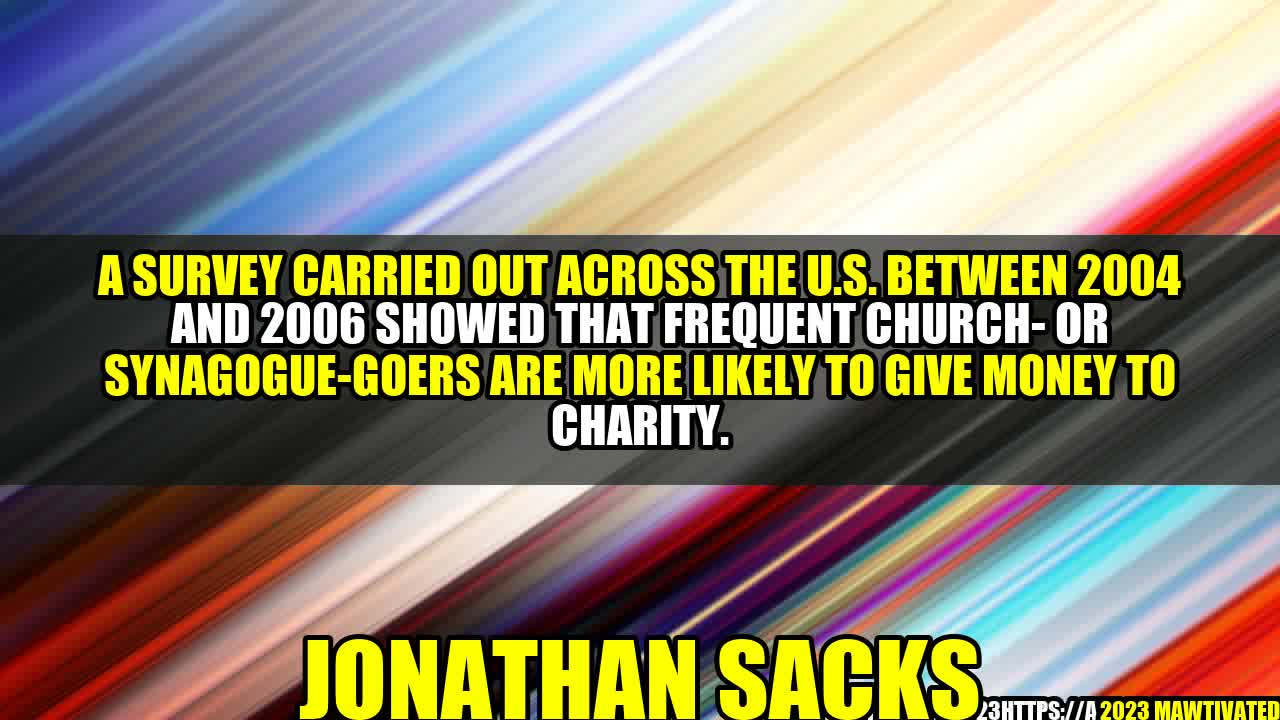 A SURVEY CARRIED OUT ACROSS THE U.S. BETWEEN 2004
AND 2006 SHOWED THAT FREQUENT CHURCH- OR
SYNAGOGUE-GOERS ARE MORE LIKELY TO GIVE MONEY TO
CHARITY.
JONATHAN SACKS
23HTTPS://A 2023 MAWTIVATED